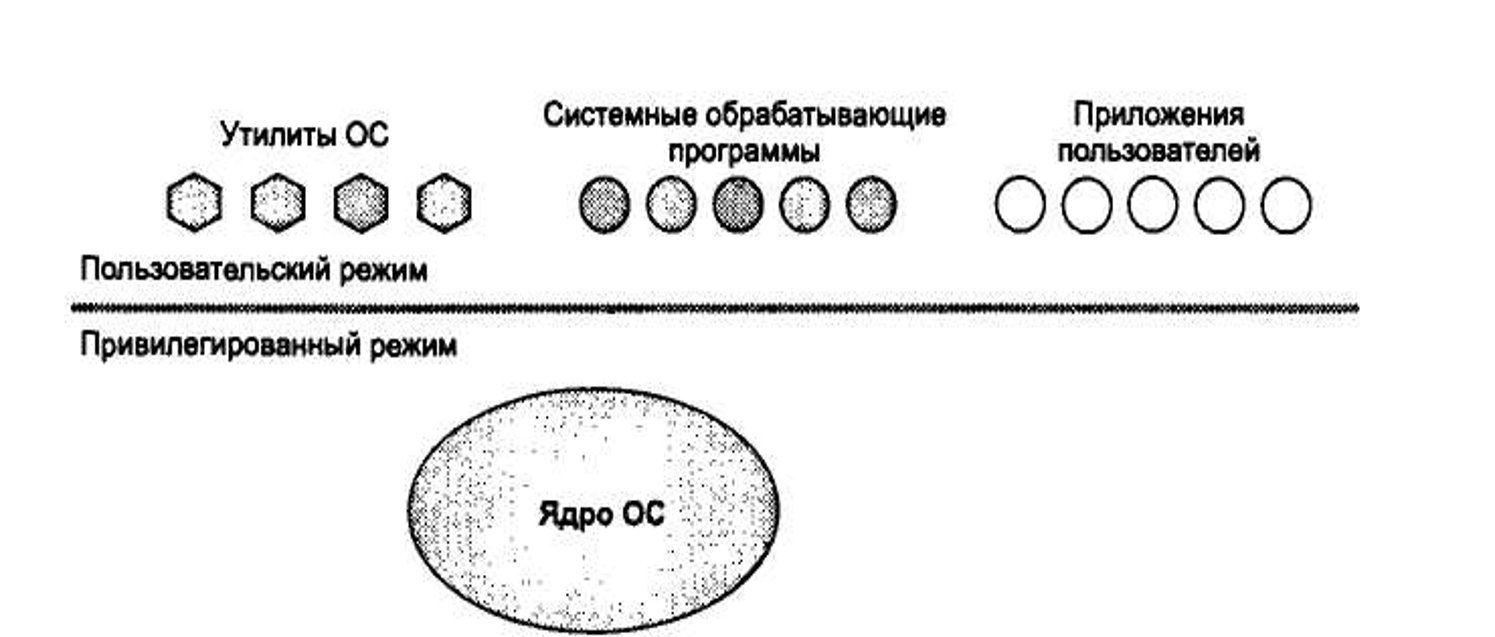 Утилиты ОС
Системные обрабатывающие
программы
Приложения
пользователей
Пользовательский режим
Привилегированный режим
Ядро ОС